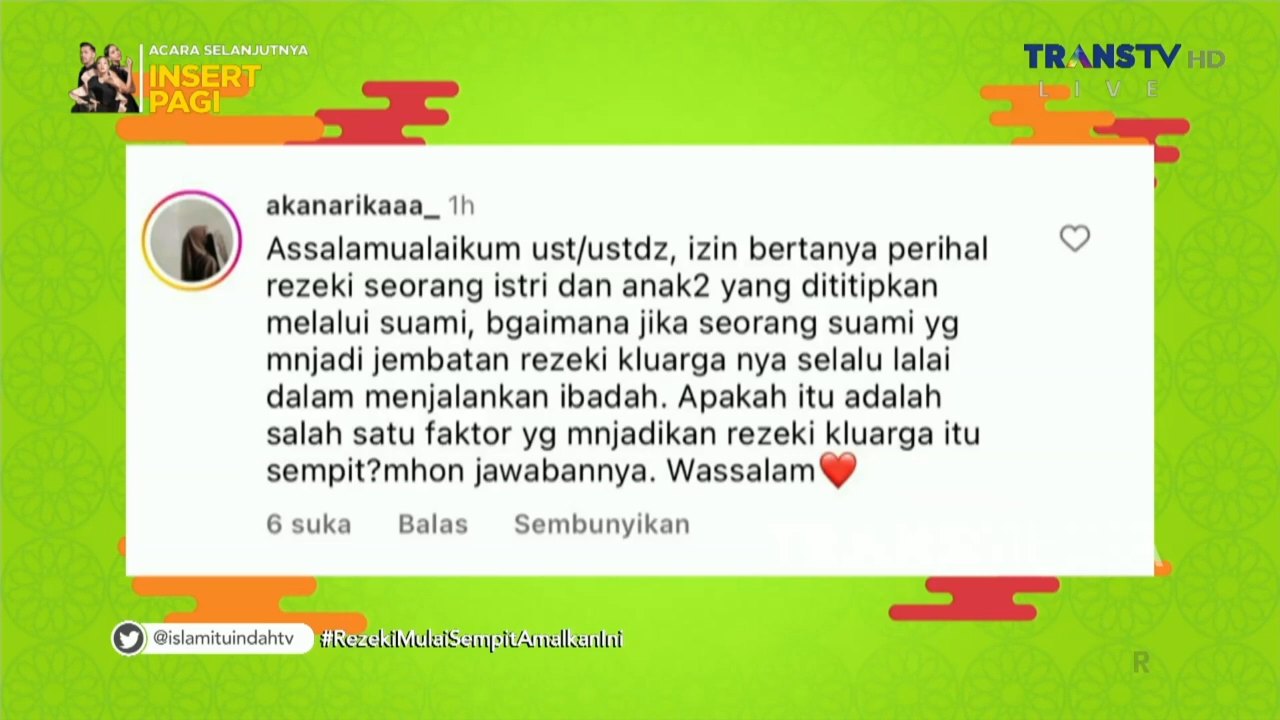 ACARA SELANJUTNYA
INSERT
PAGI
TRANSTV HD
LIVE
akanarikaaa_ 1h
Assalamualaikum ust/ustdz, izin bertanya perihal
rezeki seorang istri dan anak2 yang dititipkan
melalui suami, bgaimana jika seorang suami yg
mnjadi jembatan rezeki kluarga nya selalu lalai
dalam menjalankan ibadah. Apakah itu adalah
salah satu faktor yg mnjadikan rezeki kluarga itu
sempit?mhon jawabannya. Wassalam❤️
6 suka Balas Sembunyikan
@islamituindahtv #RezekiMulaiSempitAmalkanIni
R